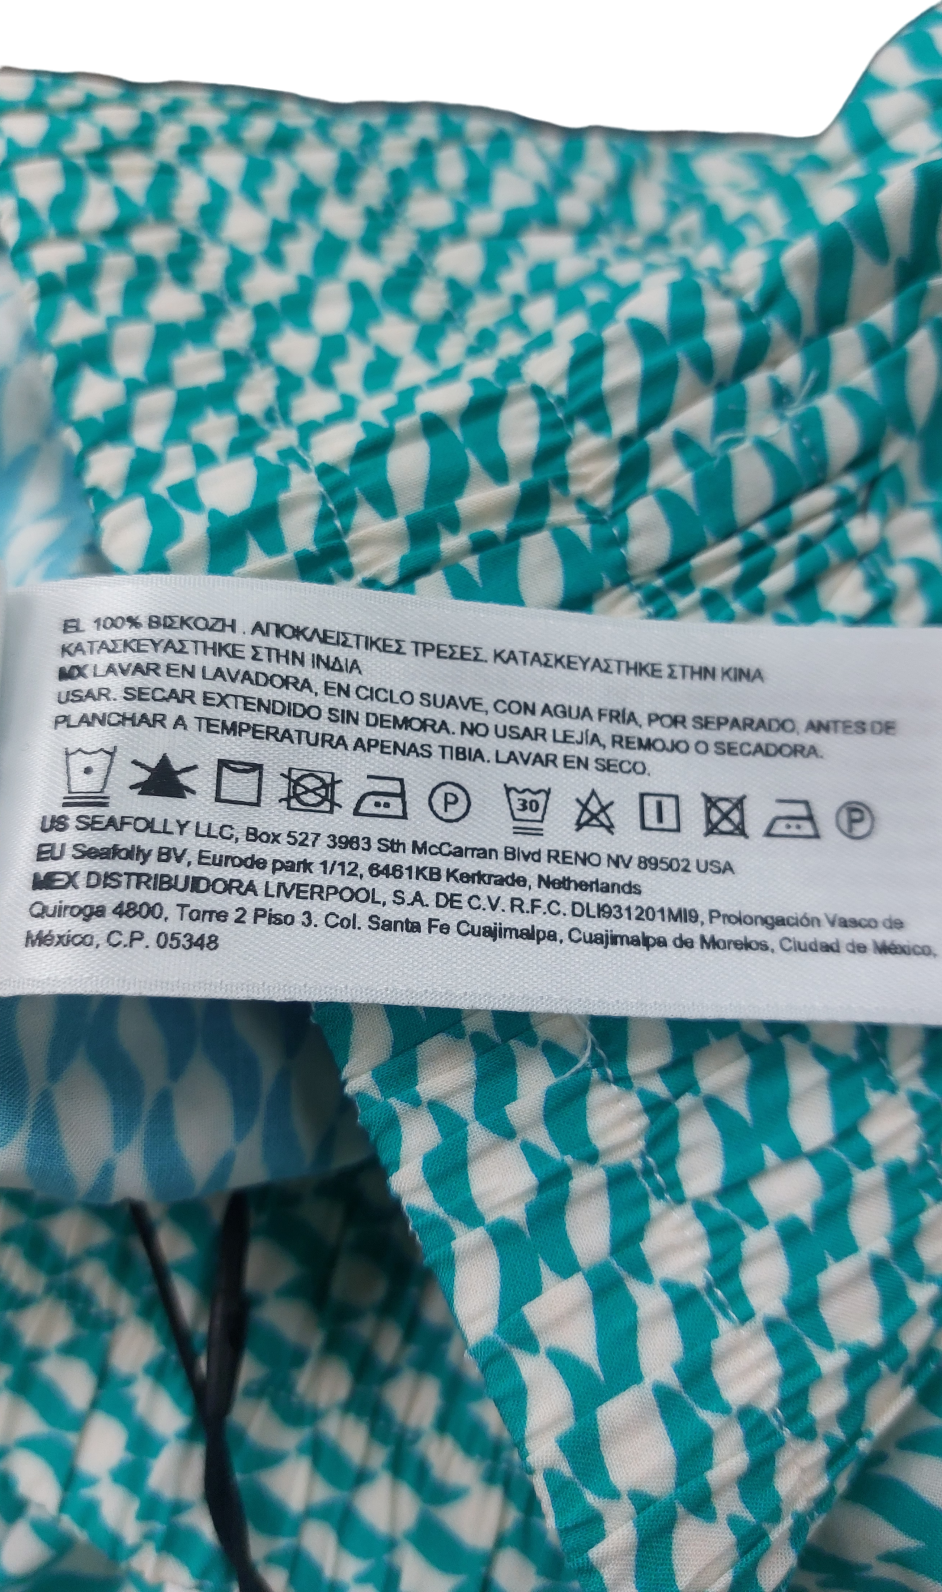 EL 100% ΒΙΣΚΟΖΗ . ΑΠΟΚΛΕΙΣΤΙΚΕΣ ΤΡΕΣΕΣ. ΚΑΤΑΣΚΕΥΑΣΤΗΚΕ ΣΤΗΝ ΚΙΝΑ
ΚΑΤΑΣΚΕΥΑΣΤΗΚΕ ΣΤΗΝ ΙΝΔΙΑ
MX LAVAR EN LAVADORA, EN CICLO SUAVE, CON AGUA FRÍA, POR SEPARADO, ANTES DE
USAR. SECAR EXTENDIDO SIN DEMORA. NO USAR LEJÍA, REMOJO O SECADORA.
PLANCHAR A TEMPERATURA APENAS TIBIA. LAVAR EN SECO.
P 30 P
US SEAFOLLY LLC, Box 527 3983 Sth McCarran Blvd RENO NV 89502 USA
EU Seafolly BV, Eurode park 1/12, 6461KB Kerkrade, Netherlands
MEX DISTRIBUIDORA LIVERPOOL, S.A. DE C.V. R.F.C. DLI931201MI9, Prolongación Vasco de
Quiroga 4800, Torre 2 Piso 3. Col. Santa Fe Cuajimalpa, Cuajimalpa de Morelos, Ciudad de México,
México, C.P. 05348